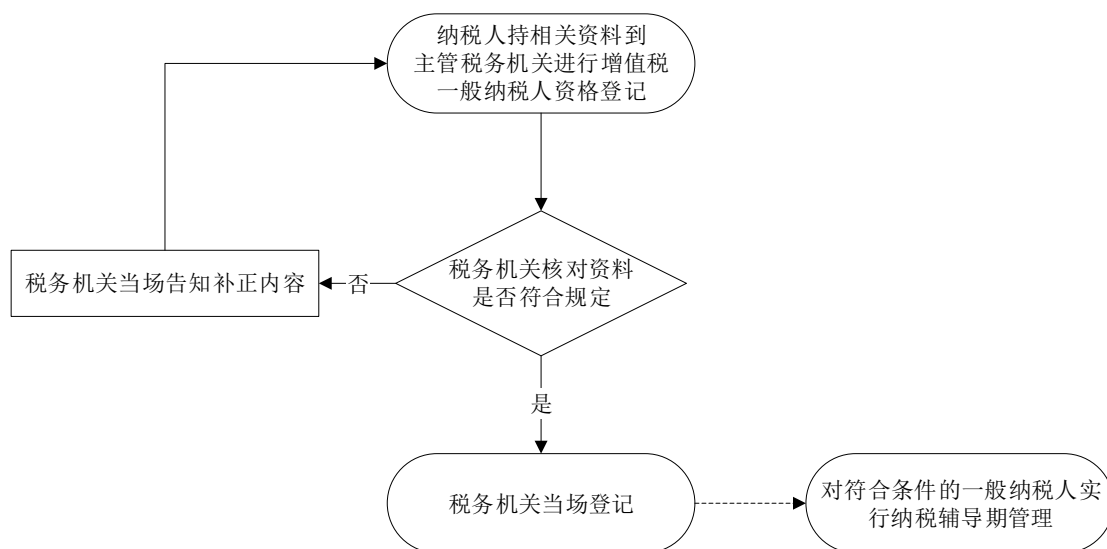 纳税人持相关资料到
主管税务机关进行增值税
一般纳税人资格登记
税务机关当场告知补正内容
否
税务机关核对资料
是否符合规定
是
税务机关当场登记
对符合条件的一般纳税人实
行纳税辅导期管理